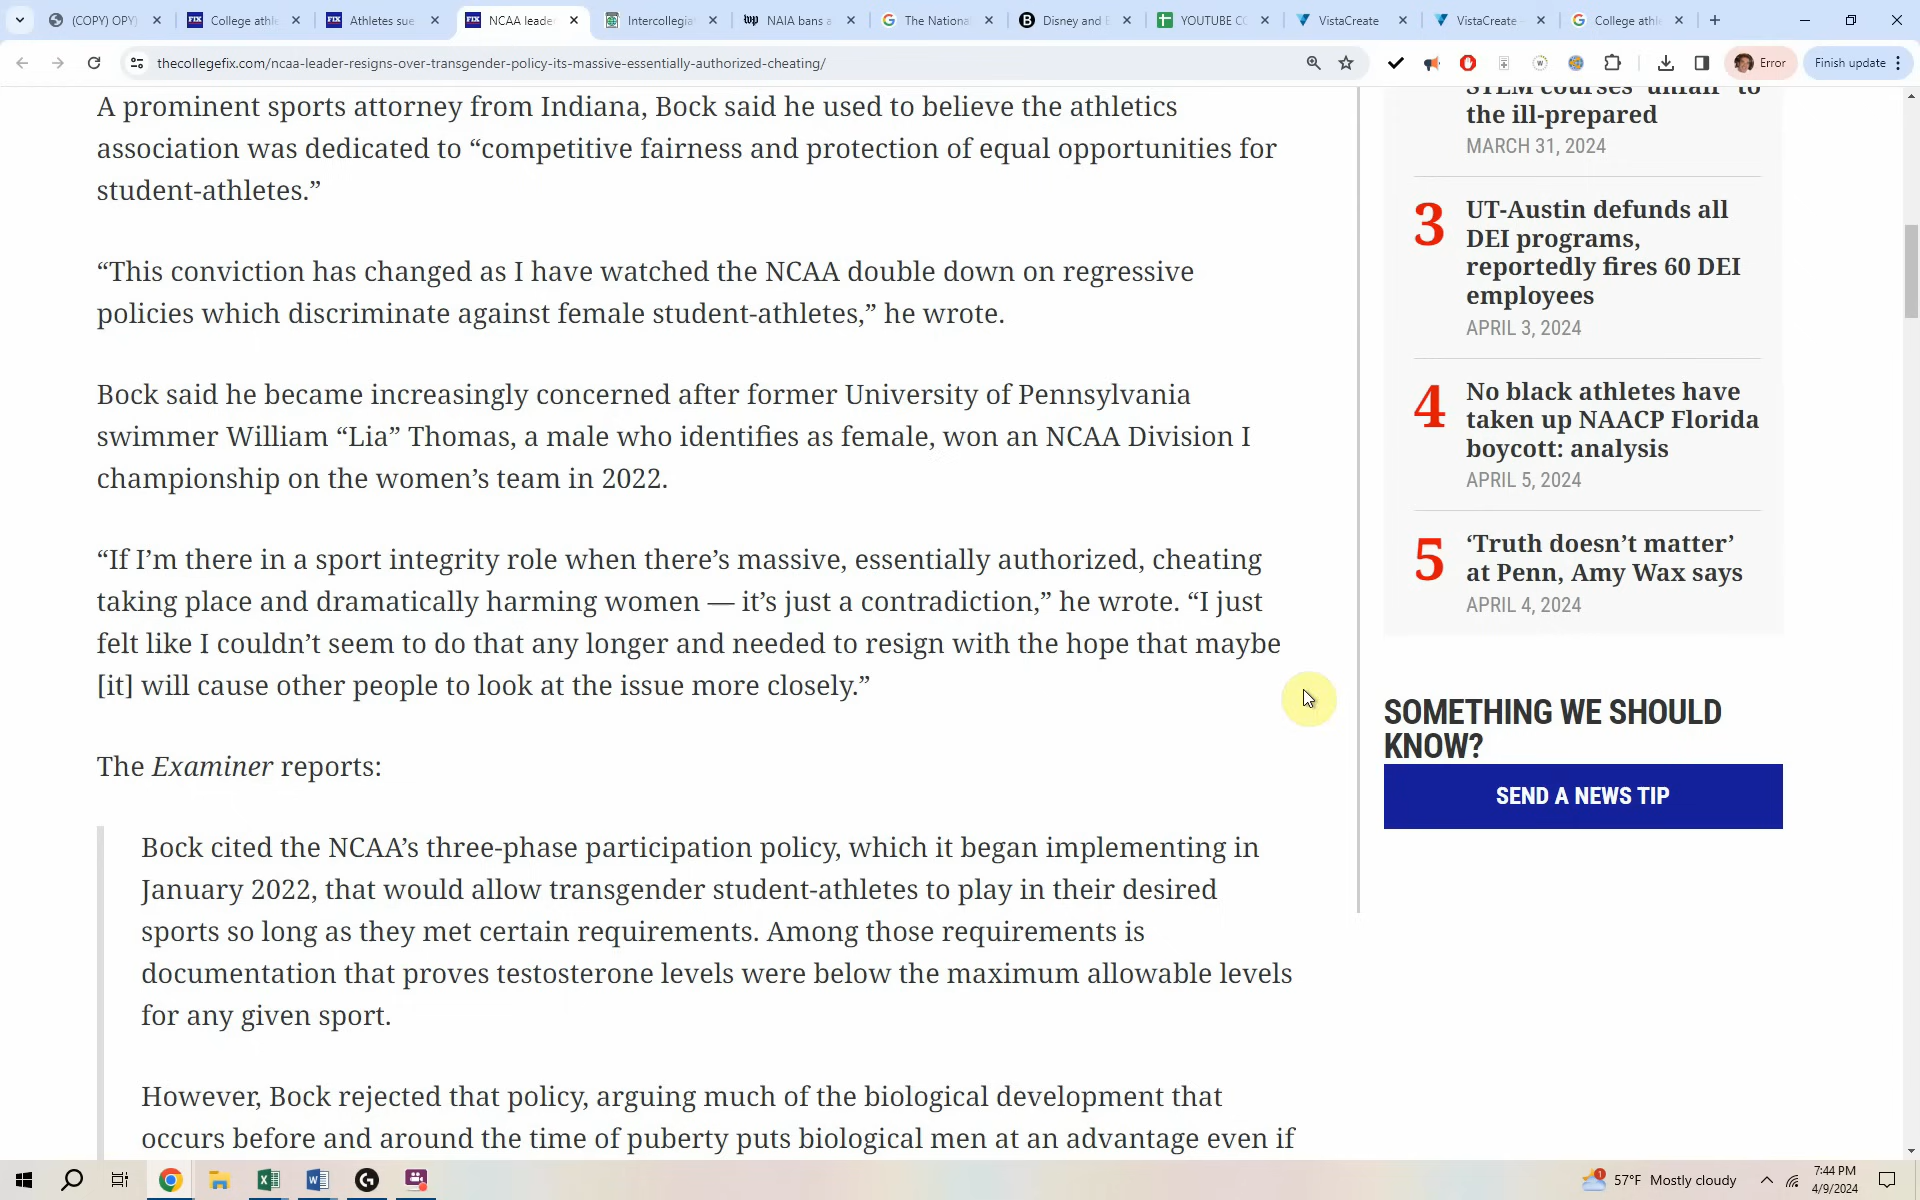 (COPY) OPY
FIX College athle
FIX Athletes sue
FIX NCAA leade
Intercollegia
wp NAIA bans a
The Nationa
B Disney and E
YOUTUBE CO
VistaCreate
VistaCreate -
College athl
thecollegefix.com/ncaa-leader-resigns-over-transgender-policy-its-massive-essentially-authorized-cheating/
Error
Finish update
A prominent sports attorney from Indiana, Bock said he used to believe the athletics
association was dedicated to “competitive fairness and protection of equal opportunities for
student-athletes.”
“This conviction has changed as I have watched the NCAA double down on regressive
policies which discriminate against female student-athletes,” he wrote.
Bock said he became increasingly concerned after former University of Pennsylvania
swimmer William “Lia” Thomas, a male who identifies as female, won an NCAA Division I
championship on the women’s team in 2022.
“If I’m there in a sport integrity role when there’s massive, essentially authorized, cheating
taking place and dramatically harming women — it’s just a contradiction,” he wrote. “I just
felt like I couldn’t seem to do that any longer and needed to resign with the hope that maybe
[it] will cause other people to look at the issue more closely.”
The Examiner reports:
Bock cited the NCAA’s three-phase participation policy, which it began implementing in
January 2022, that would allow transgender student-athletes to play in their desired
sports so long as they met certain requirements. Among those requirements is
documentation that proves testosterone levels were below the maximum allowable levels
for any given sport.
However, Bock rejected that policy, arguing much of the biological development that
occurs before and around the time of puberty puts biological men at an advantage even if
STEM courses ‘unfair’ to
the ill-prepared
MARCH 31, 2024
3
UT-Austin defunds all
DEI programs,
reportedly fires 60 DEI
employees
APRIL 3, 2024
4
No black athletes have
taken up NAACP Florida
boycott: analysis
APRIL 5, 2024
5
‘Truth doesn’t matter’
at Penn, Amy Wax says
APRIL 4, 2024
SOMETHING WE SHOULD
KNOW?
SEND A NEWS TIP
57°F Mostly cloudy
7:44 PM
4/9/2024